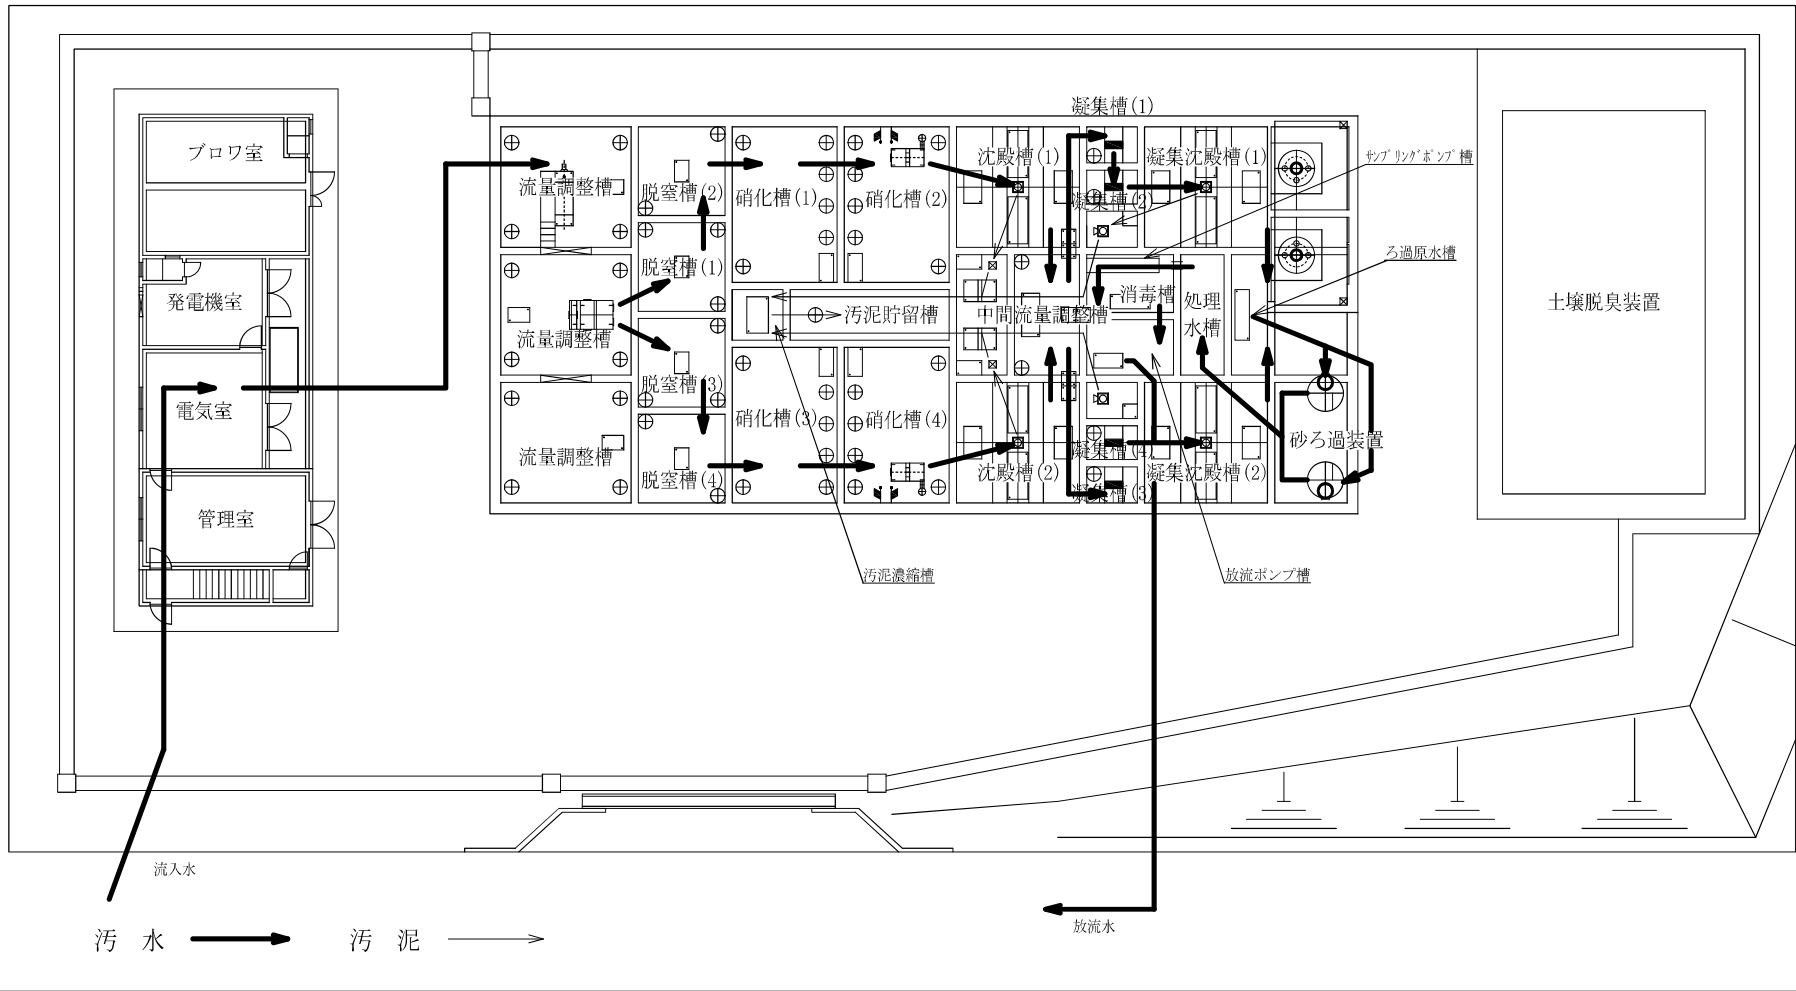 凝集槽(1)
ブロワ室
流量調整槽
脱窒槽(2)
硝化槽(1)
硝化槽(2)
沈殿槽(1)
凝集槽(2)
凝集沈殿槽(1)
ｻﾝﾌﾟﾘﾝｸﾞﾎﾟﾝﾌﾟ槽
脱窒槽(1)
ろ過原水槽
発電機室
流量調整槽
汚泥貯留槽
中間流量調整槽
消毒槽
処理
水槽
土壌脱臭装置
電気室
脱窒槽(3)
硝化槽(3)
硝化槽(4)
砂ろ過装置
流量調整槽
脱窒槽(4)
沈殿槽(2)
凝集槽(4)
凝集槽(3)
凝集沈殿槽(2)
管理室
汚泥濃縮槽
放流ポンプ槽
流入水
放流水
汚　水
汚　泥